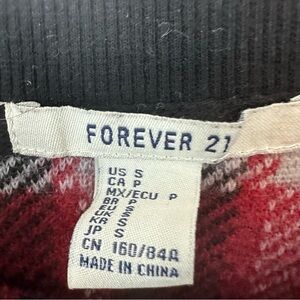 FOREVER 21
US S
CA P
MX/ECU P
BR P
EU S
UK S
KR S
JP S
CN 160/84A
MADE IN CHINA